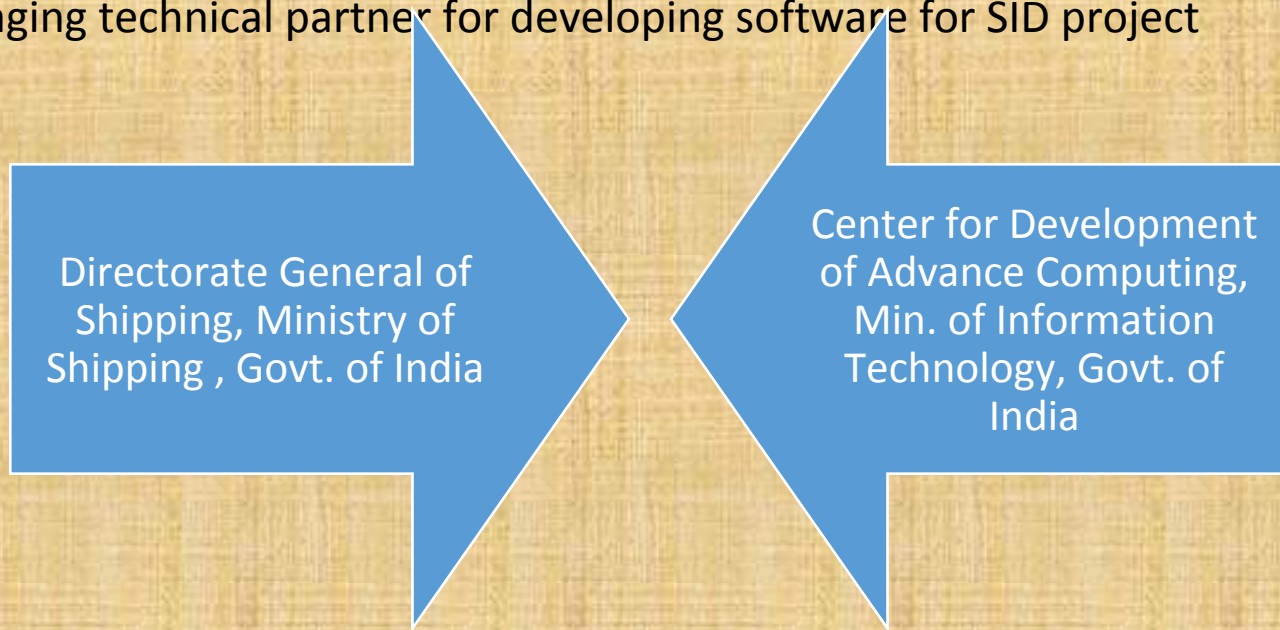 technical partner for developing software for SID project
Directorate General of
Shipping, Ministry of
Shipping , Govt. of India
Center for Development
of Advance Computing,
Min. of Information
Technology, Govt. of
India